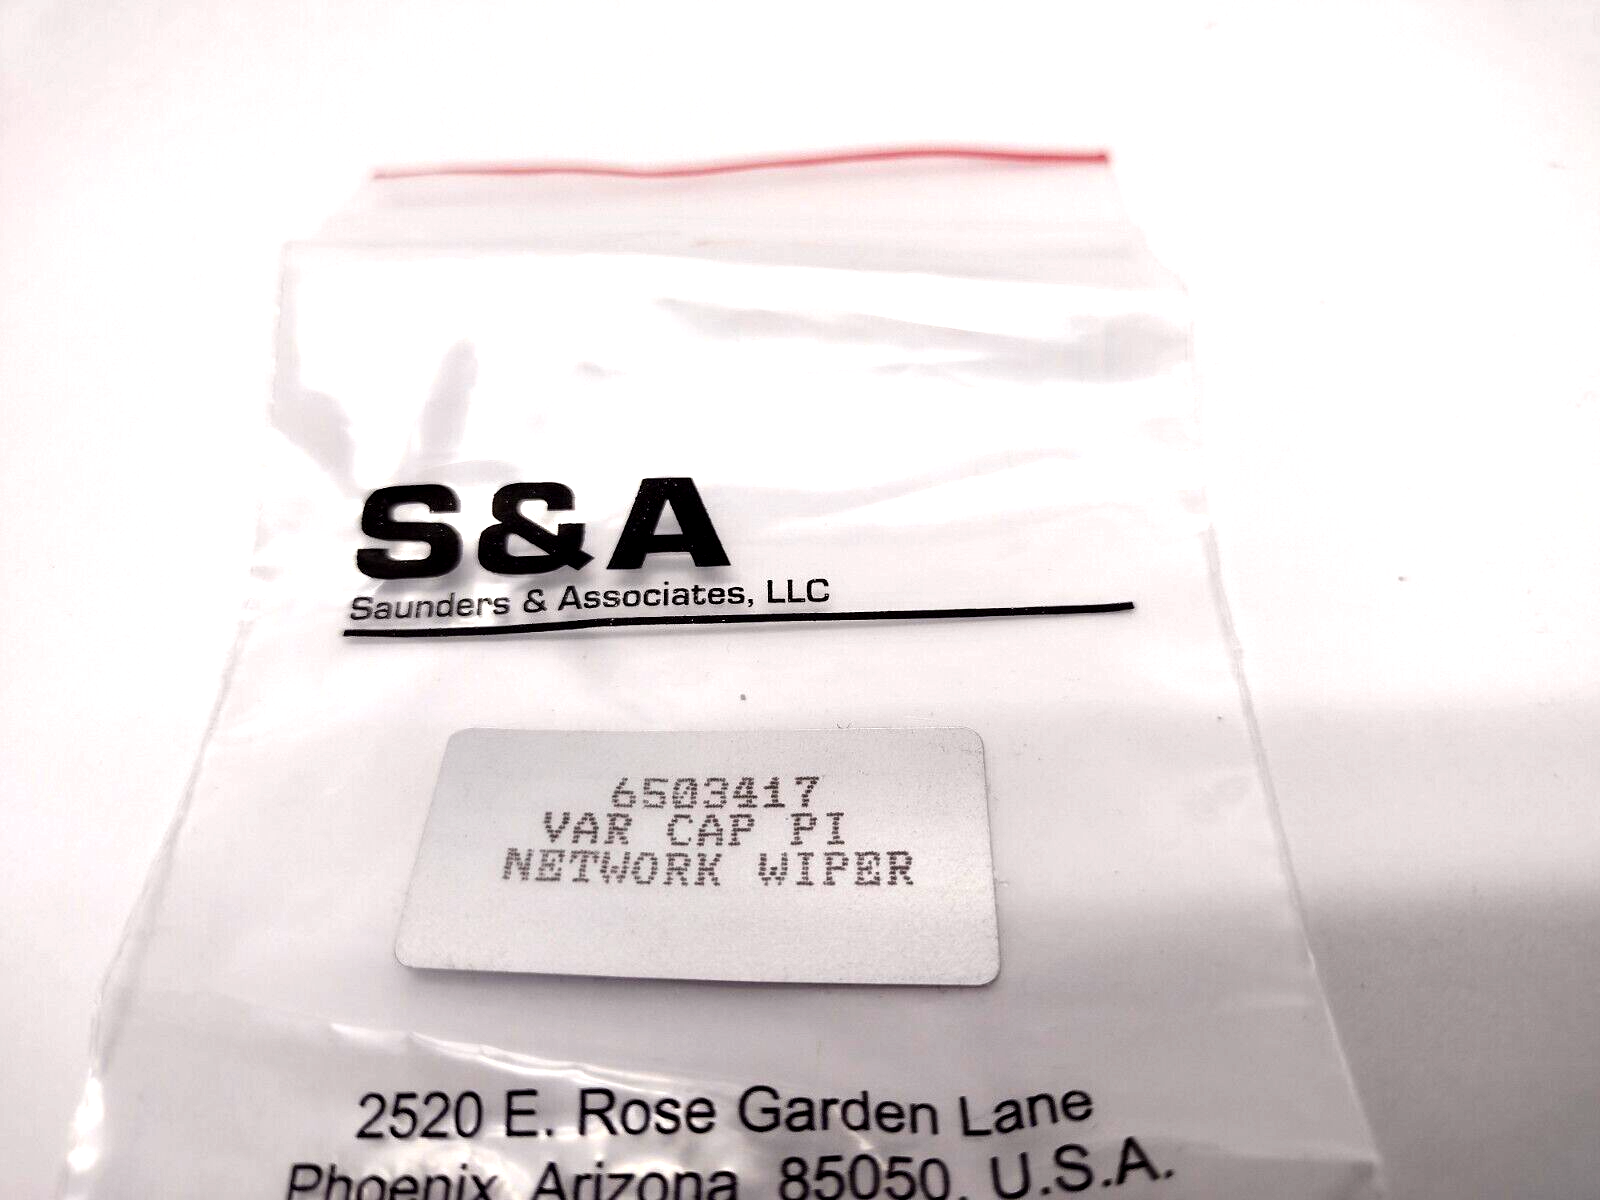 S&A
Saunders & Associates, LLC
6503417
VAR CAP PI
NETWORK WIPER
2520 E. Rose Garden Lane
Phoenix, Arizona 85050, U.S.A.